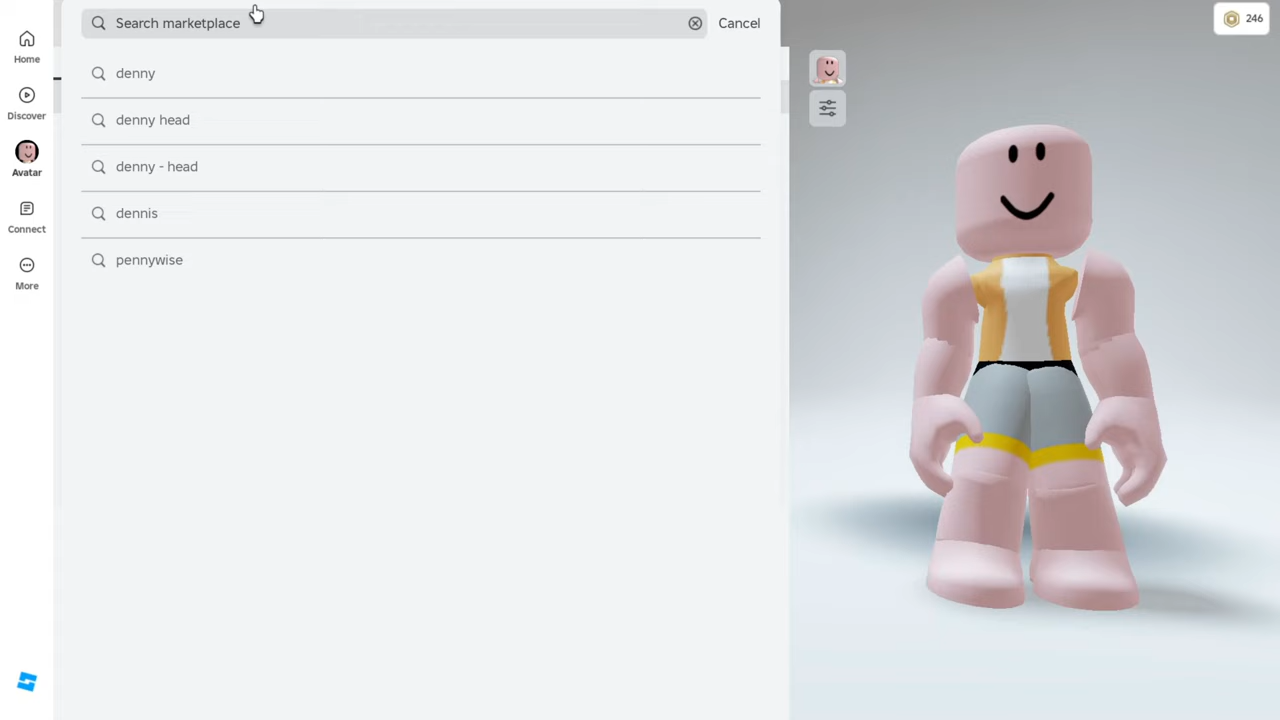 Search marketplace
Cancel
246
Home
denny
Discover
denny head
Avatar
denny - head
Connect
dennis
More
pennywise